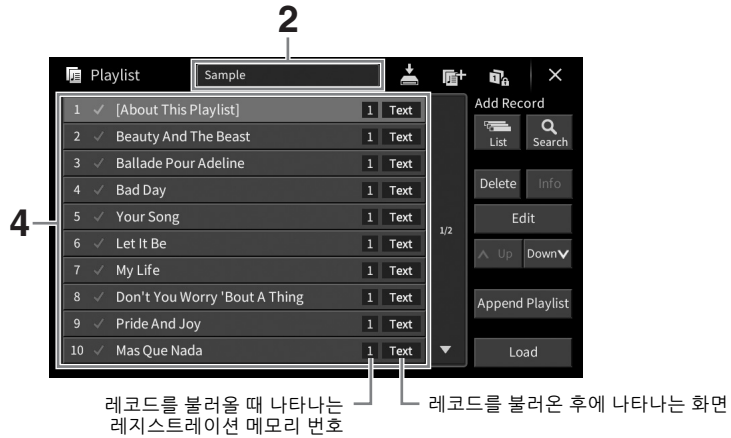 2
Playlist Sample
Add Record
1 [About This Playlist] 1 Text
2 Beauty And The Beast 1 Text
3 Ballade Pour Adeline 1 Text
4 Bad Day 1 Text
5 Your Song 1 Text
6 Let It Be 1 Text
7 My Life 1 Text
8 Don't You Worry 'Bout A Thing 1 Text
9 Pride And Joy 1 Text
10 Mas Que Nada 1 Text
4
1/2
List Search
Delete Info
Edit
Up Down
Append Playlist
Load
레코드를 불러올 때 나타나는
레지스트레이션 메모리 번호
레코드를 불러온 후에 나타나는 화면